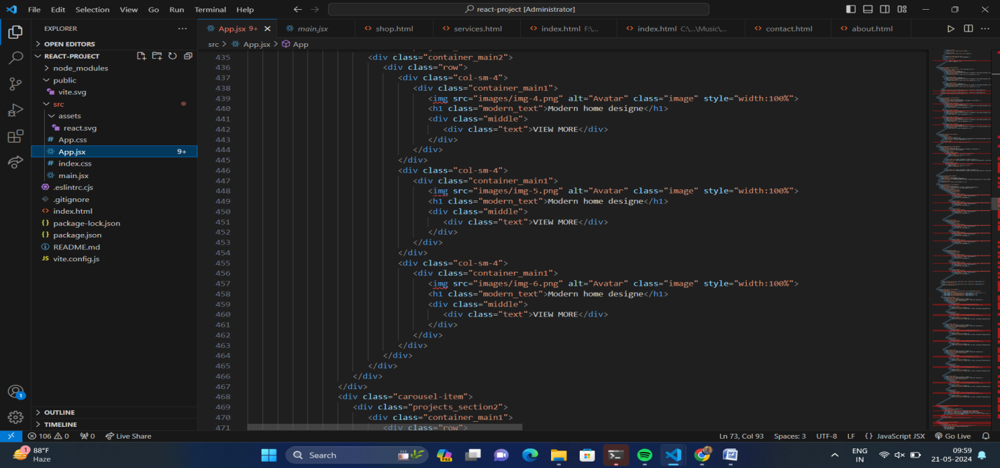 File Edit Selection View Go Run Terminal Help
react-project [Administrator]
EXPLORER
OPEN EDITORS
REACT-PROJECT
node_modules
public
vite.svg
src
assets
react.svg
App.css
App.jsx 9+
index.css
main.jsx
.eslintrc.cjs
.gitignore
index.html
package-lock.json
package.json
README.md
vite.config.js
OUTLINE
TIMELINE
App.jsx 9+ main.jsx shop.html services.html index.html F:\... index.html C:\...\Music\... contact.html about.html
src > App.jsx > App
435 <div class="container_main2">
436 <div class="row">
437 <div class="col-sm-4">
438 <div class="container_main1">
439 <img src="images/img-4.png" alt="Avatar" class="image" style="width:100%">
440 <h1 class="modern_text">Modern home designe</h1>
441 <div class="middle">
442 <div class="text">VIEW MORE</div>
443 </div>
444 </div>
445 </div>
446 <div class="col-sm-4">
447 <div class="container_main1">
448 <img src="images/img-5.png" alt="Avatar" class="image" style="width:100%">
449 <h1 class="modern_text">Modern home designe</h1>
450 <div class="middle">
451 <div class="text">VIEW MORE</div>
452 </div>
453 </div>
454 </div>
455 <div class="col-sm-4">
456 <div class="container_main1">
457 <img src="images/img-6.png" alt="Avatar" class="image" style="width:100%">
458 <h1 class="modern_text">Modern home designe</h1>
459 <div class="middle">
460 <div class="text">VIEW MORE</div>
461 </div>
462 </div>
463 </div>
464 </div>
465 </div>
466 </div>
467 </div>
468 <div class="carousel-item">
469 <div class="projects_section2">
470 <div class="container_main1">
471 <div class="row">
106 0 0 Live Share Ln 73, Col 93 Spaces: 3 UTF-8 LF {} JavaScript JSX Go Live
88°F
Haze
Search
ENG
IN
09:59
21-05-2024